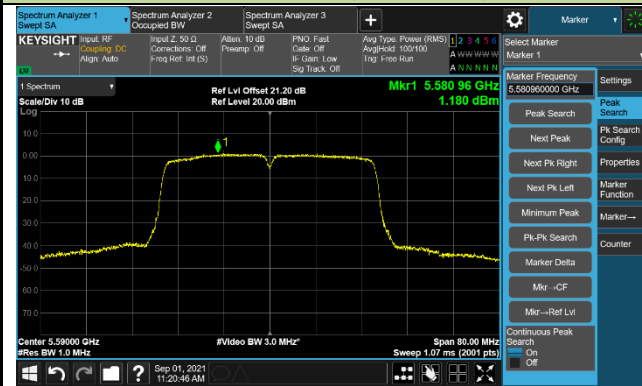 Spectrum Analyzer 1
Swept SA
Spectrum Analyzer 2
Occupied BW
Spectrum Analyzer 3
Swept SA
Marker
KEYSIGHT
Input: RF
Coupling: DC
Align: Auto
Input Z: 50 Ω
Corrections: Off
Freq Ref: Int (S)
Atten: 10 dB
Preamp: Off
PNO: Fast
Gate: Off
IF Gain: Low
Sig Track: Off
Avg Type: Power (RMS)
Avg|Hold: 100/100
Trig: Free Run
1 2 3 4 5 6
A W W W W W
A N N N N N
LXI
Select Marker
Marker 1
1 Spectrum
Scale/Div 10 dB
Log
Ref Lvl Offset 21.20 dB
Ref Level 20.00 dBm
Mkr1 5.580 96 GHz
1.180 dBm
10.0
0.00
-10.0
-20.0
-30.0
-40.0
-50.0
-60.0
-70.0
1
Center 5.59000 GHz
#Res BW 1.0 MHz
#Video BW 3.0 MHz*
Span 80.00 MHz
Sweep 1.07 ms (2001 pts)
Marker Frequency
5.580960000 GHz
Peak Search
Next Peak
Next Pk Right
Next Pk Left
Minimum Peak
Pk-Pk Search
Marker Delta
Mkr→CF
Mkr→Ref Lvl
Continuous Peak
Search
On
Off
Settings
Peak
Search
Pk Search
Config
Properties
Marker
Function
Marker→
Counter
?
Sep 01, 2021
11:20:46 AM